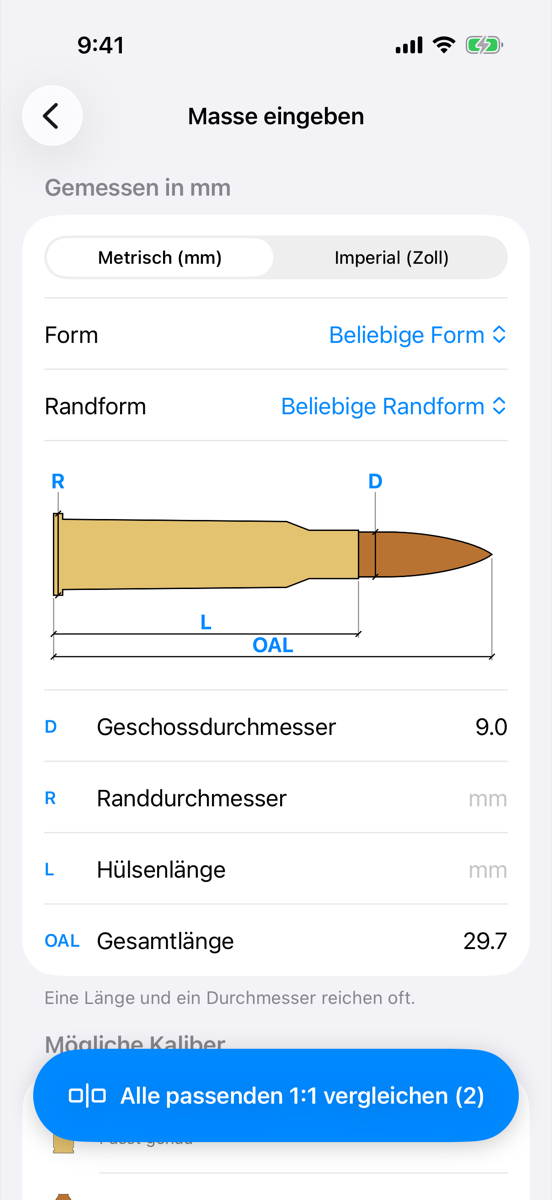 9:41
Masse eingeben
Gemessen in mm
Metrisch (mm) Imperial (Zoll)
Form Beliebige Form
Randform Beliebige Randform
R D
L
OAL
D Geschossdurchmesser 9.0
R Randdurchmesser mm
L Hülsenlänge mm
OAL Gesamtlänge 29.7
Eine Länge und ein Durchmesser reichen oft.
Mögliche Kaliber
Alle passenden 1:1 vergleichen (2)